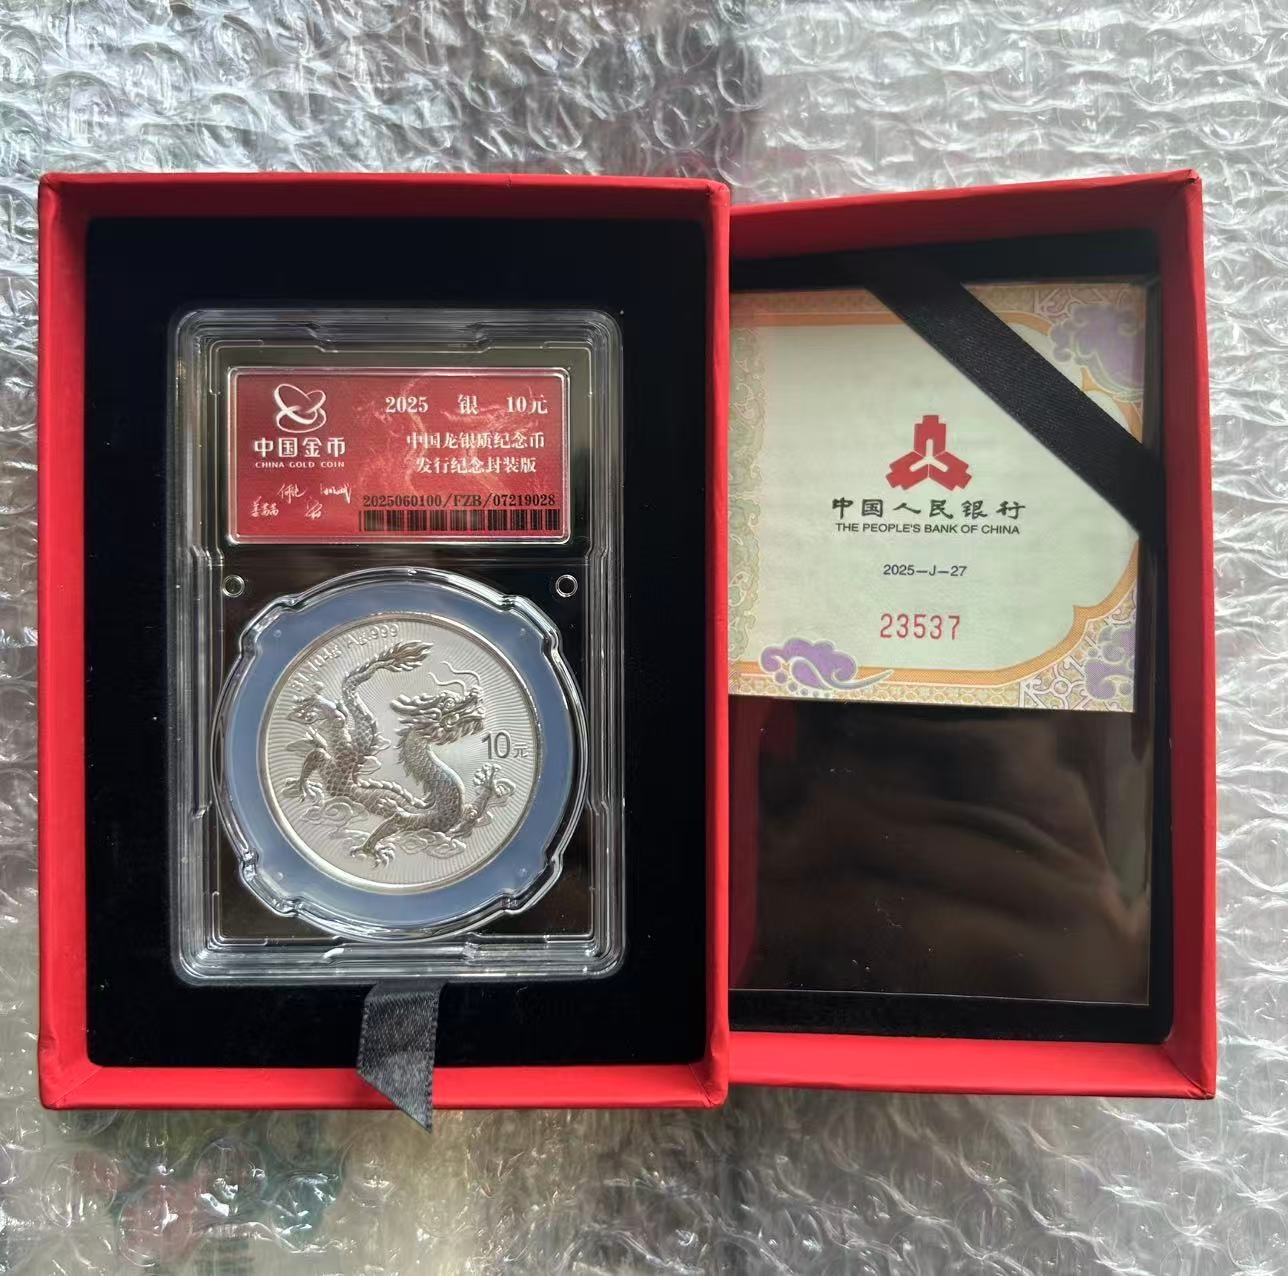 2025 银 10元
中国金币
CHINA GOLD COIN
中国龙银质纪念币
发行纪念封装版
2025060100/FZB/07219028
Ag.999
10元
中国人民银行
THE PEOPLE'S BANK OF CHINA
2025-J-27
23537